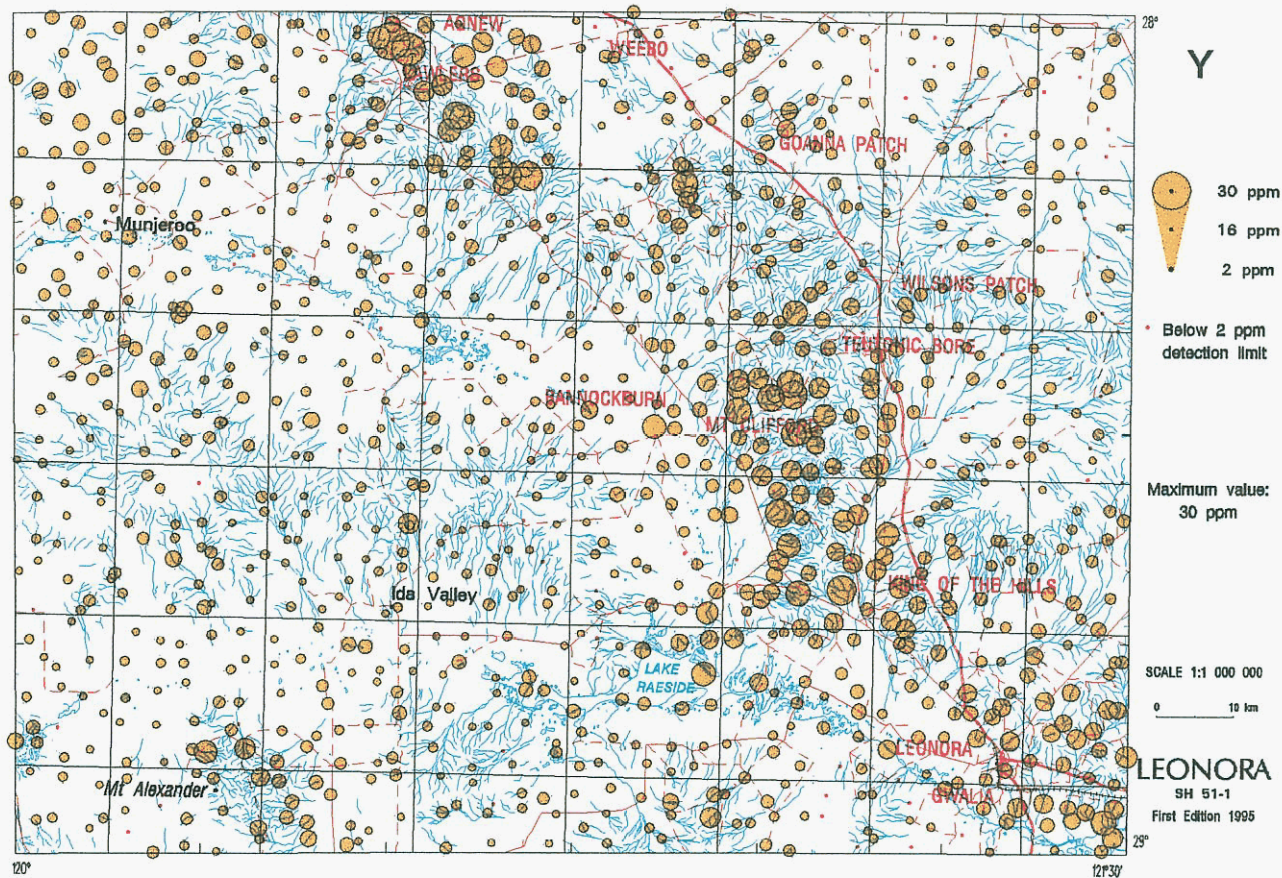 AGNEW
WEEBO
LAWLERS
GOANNA PATCH
Munjeroo
WILSONS PATCH
TEUTONIC BORE
BANNOCKBURN
MT CLIFFORD
KING OF THE HILLS
Ida Valley
LAKE
RAESIDE
LEONORA
Mt Alexander
GWALIA
120°
121°30'
28°
29°
Y
30 ppm
16 ppm
2 ppm
Below 2 ppm
detection limit
Maximum value:
30 ppm
SCALE 1:1 000 000
0 10 km
LEONORA
SH 51-1
First Edition 1995